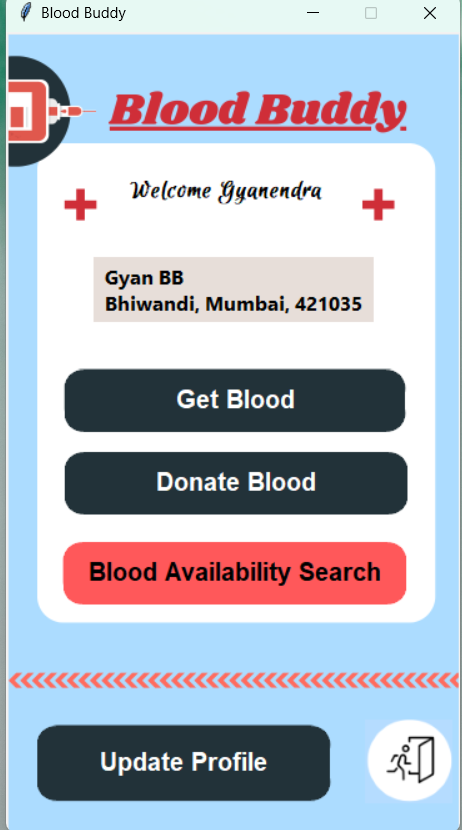 Blood Buddy
Blood Buddy
Welcome Gyanendra
Gyan BB
Bhiwandi, Mumbai, 421035
Get Blood
Donate Blood
Blood Availability Search
Update Profile